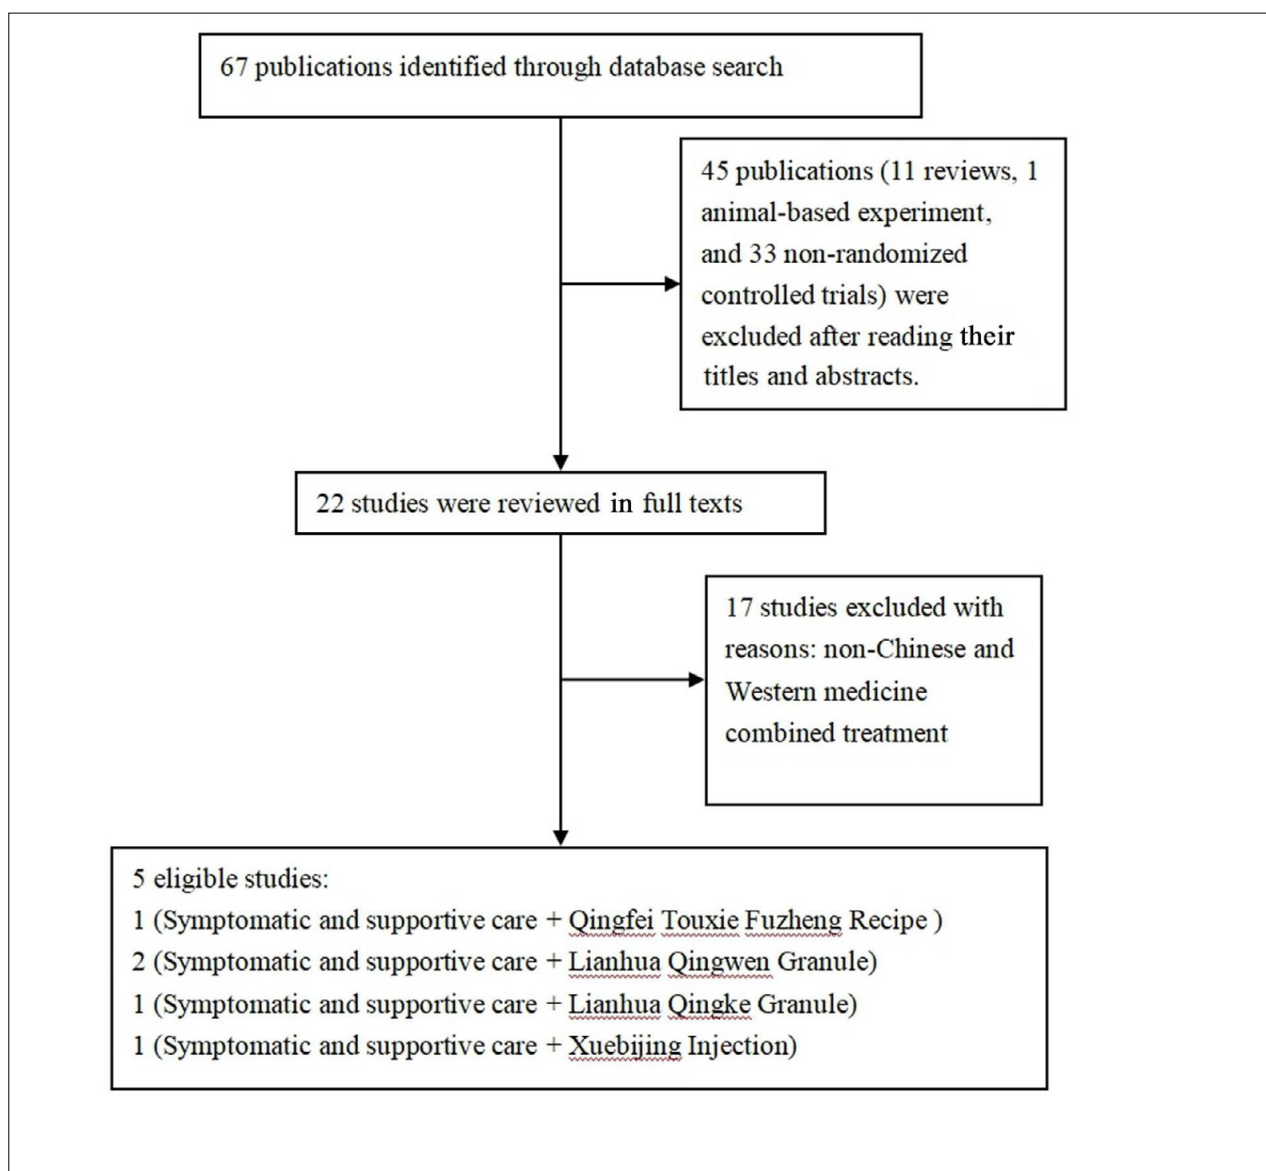 67 publications identified through database search
45 publications (11 reviews, 1
animal-based experiment,
and 33 non-randomized
controlled trials) were
excluded after reading their
titles and abstracts.
22 studies were reviewed in full texts
17 studies excluded with
reasons: non-Chinese and
Western medicine
combined treatment
5 eligible studies:
1 (Symptomatic and supportive care + Qingfei Touxie Fuzheng Recipe )
2 (Symptomatic and supportive care + Lianhua Qingwen Granule)
1 (Symptomatic and supportive care + Lianhua Qingke Granule)
1 (Symptomatic and supportive care + Xuebijing Injection)